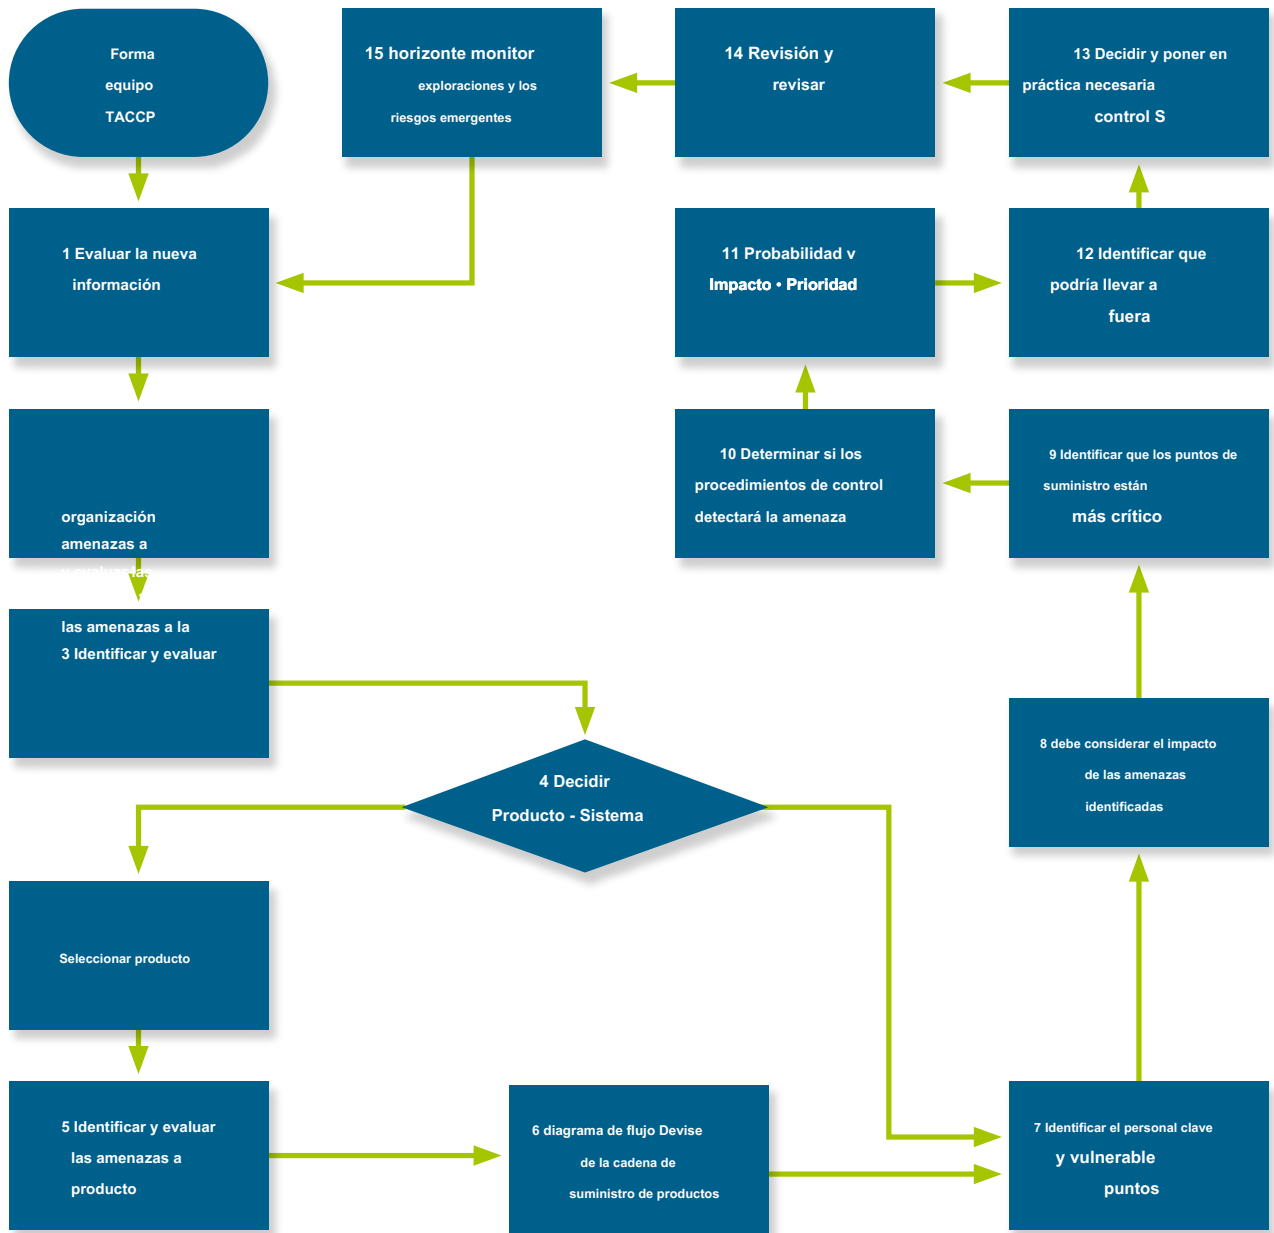 Forma
equipo
TACCP
15 horizonte monitor
exploraciones y los
riesgos emergentes
14 Revisión y
revisar
13 Decidir y poner en
práctica necesaria
control S
1 Evaluar la nueva
información
11 Probabilidad v
Impacto • Prioridad
12 Identificar que
podría llevar a
fuera
organización
amenazas a
y evaluar las
10 Determinar si los
procedimientos de control
detectará la amenaza
9 Identificar que los puntos de
suministro están
más crítico
las amenazas a la
3 Identificar y evaluar
4 Decidir
Producto - Sistema
8 debe considerar el impacto
de las amenazas
identificadas
Seleccionar producto
5 Identificar y evaluar
las amenazas a
producto
6 diagrama de flujo Devise
de la cadena de
suministro de productos
7 Identificar el personal clave
y vulnerable
puntos